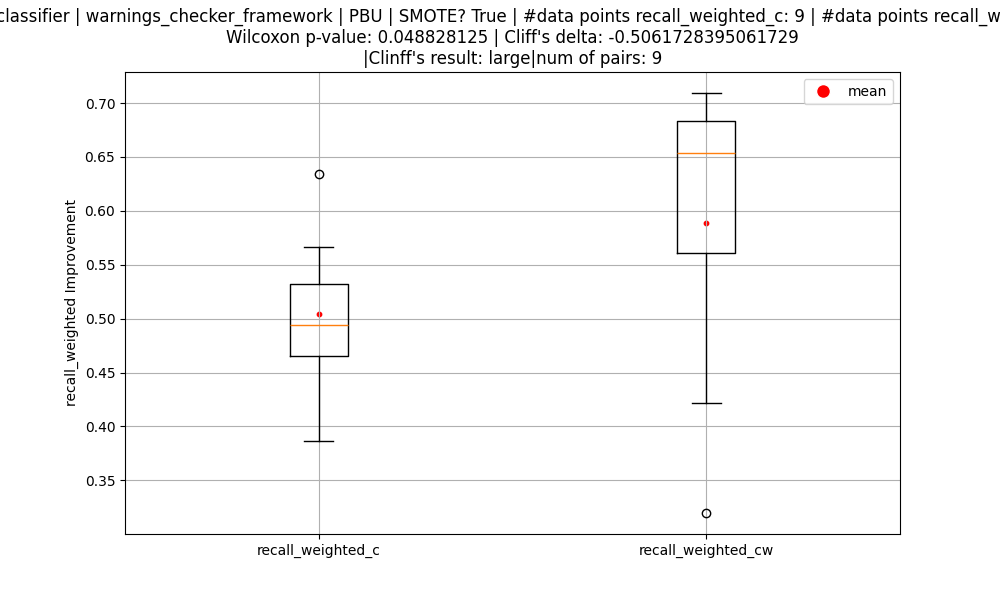 classifier | warnings_checker_framework | PBU | SMOTE? True | #data points recall_weighted_c: 9 | #data points
Wilcoxon p-value: 0.048828125 | Cliff's delta: -0.5061728395061729
|Clinff's result: large|num of pairs: 9
mean
0.70
0.65
0.60
0.55
0.50
0.45
0.40
0.35
recall_weighted Improvement
recall_weighted_c
recall_weighted_cw